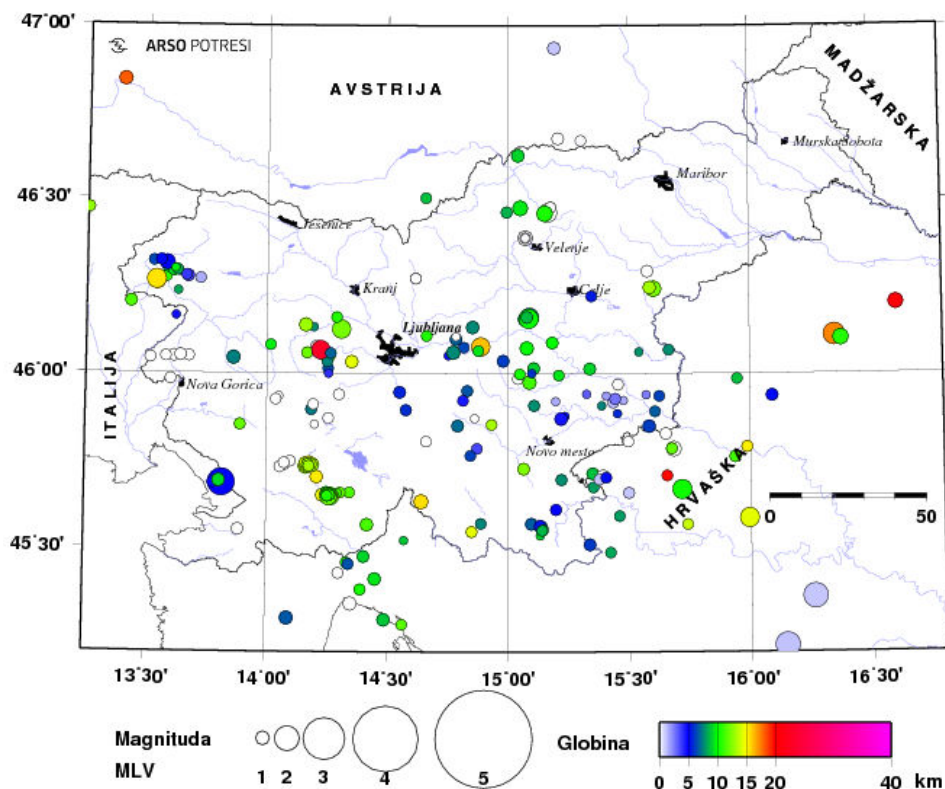 47°00'
ARSO POTRESI
AVSTRIJA
MADŽARSKA
Murska Sobota
Maribor
46°30'
Jesenice
Velenje
Kranj
Celje
Ljubljana
46°00'
ITALIJA
Nova Gorica
Novo mesto
HRVAŠKA
0 50
45°30'
km
13°30' 14°00' 14°30' 15°00' 15°30' 16°00' 16°30'
Magnituda
MLV
1 2 3 4 5
Globina
0 5 10 15 20 40 km